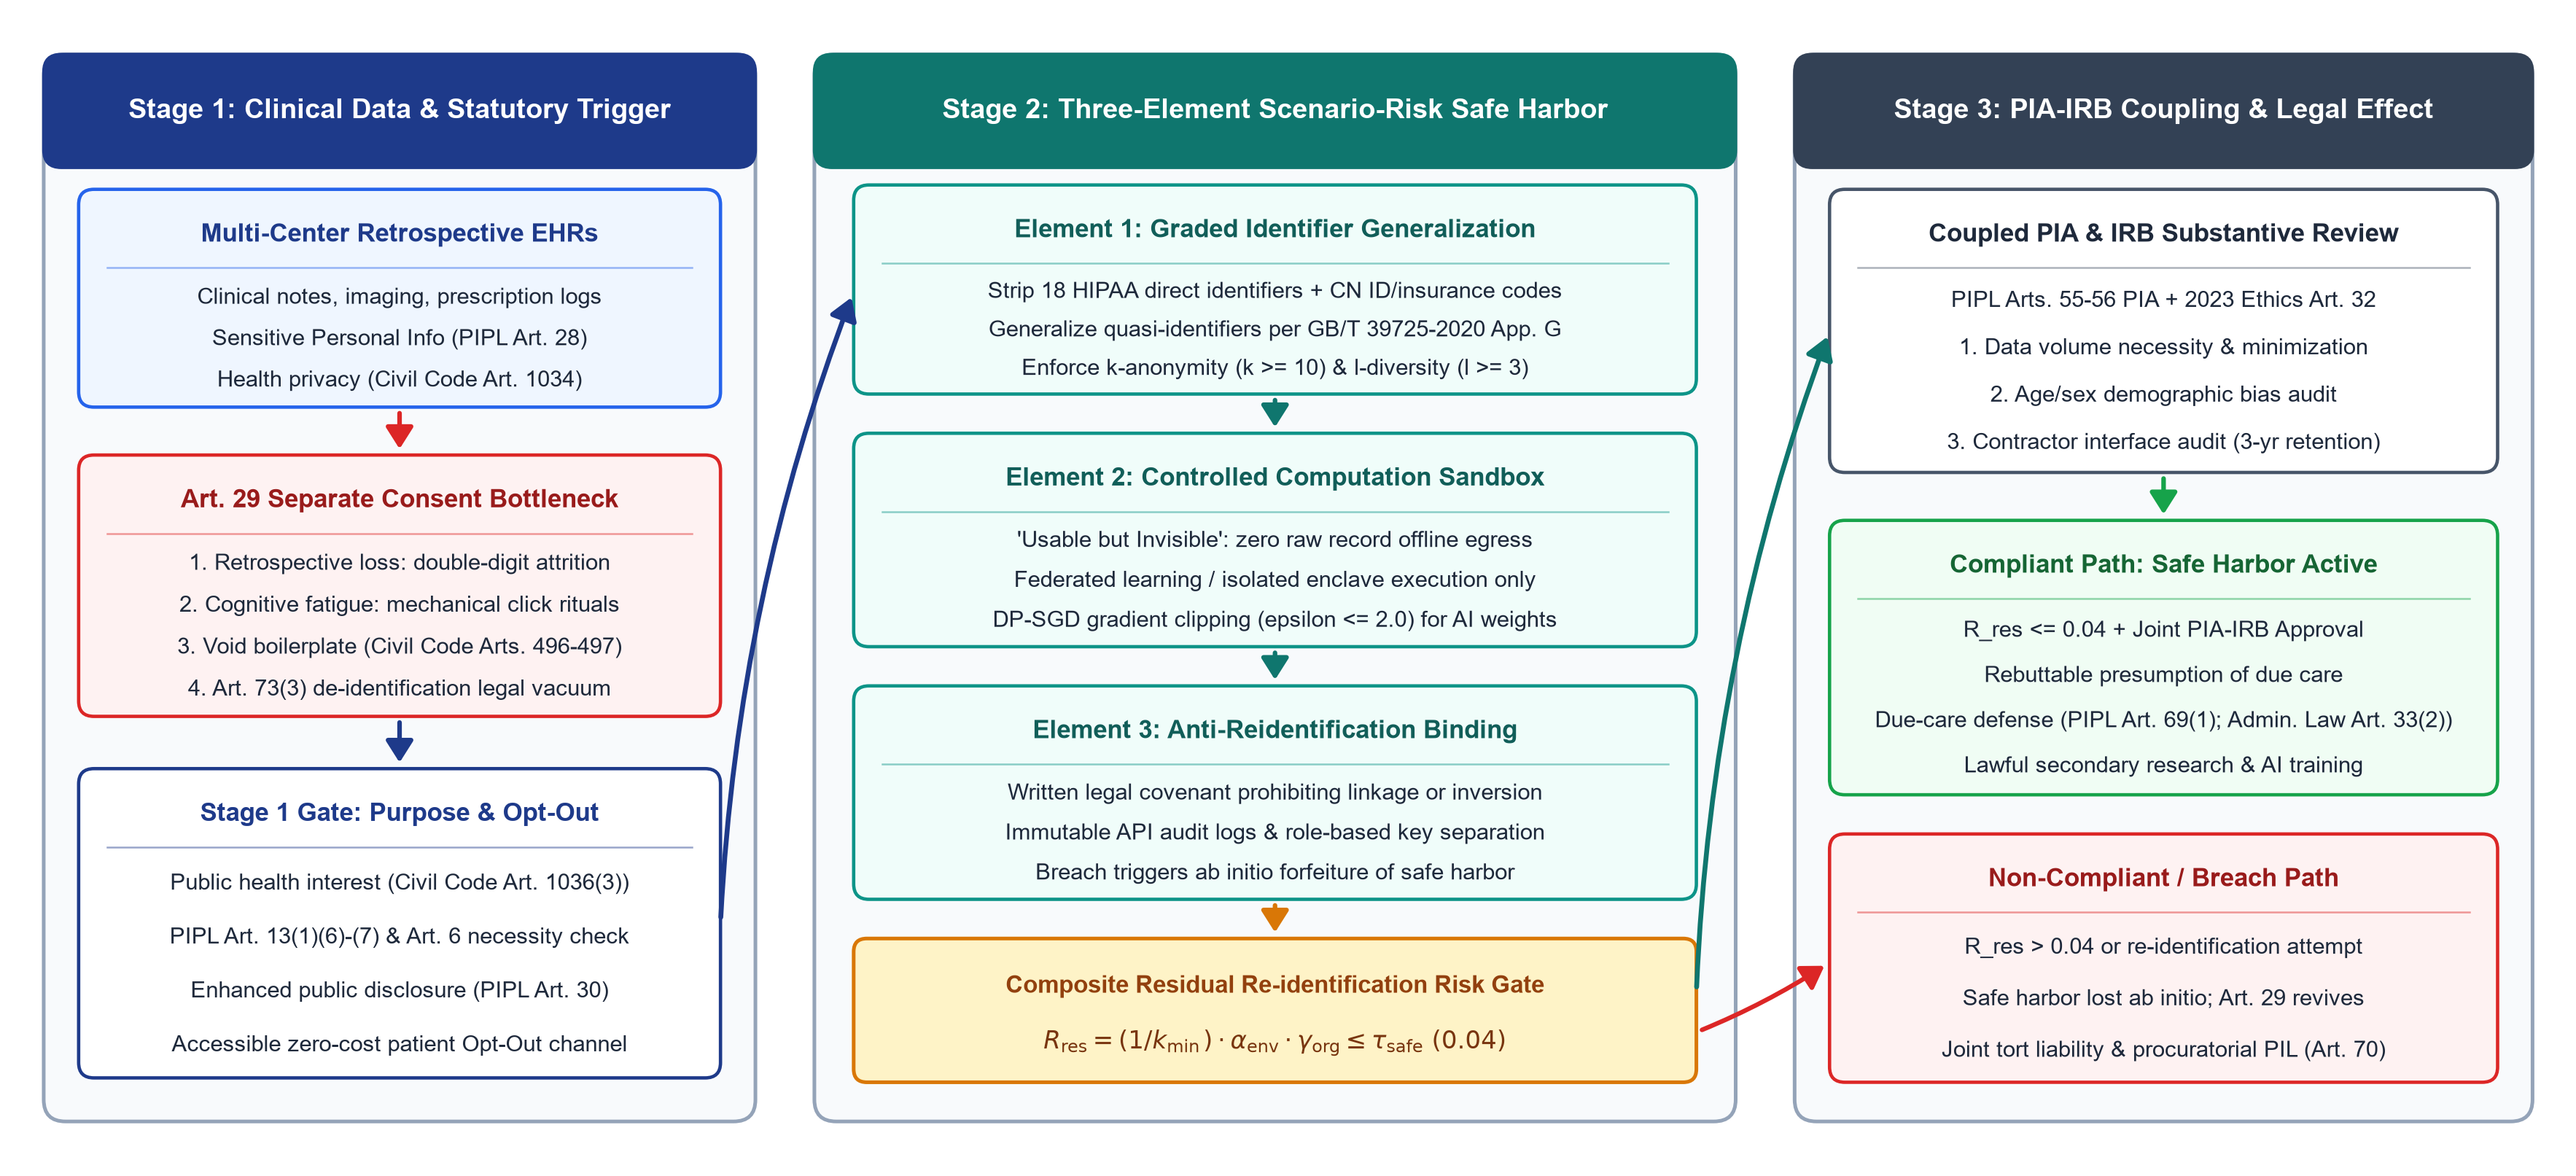 Stage 1: Clinical Data & Statutory Trigger
Multi-Center Retrospective EHRs
Clinical notes, imaging, prescription logs
Sensitive Personal Info (PIPL Art. 28)
Health privacy (Civil Code Art. 1034)
Art. 29 Separate Consent Bottleneck
1. Retrospective loss: double-digit attrition
2. Cognitive fatigue: mechanical click rituals
3. Void boilerplate (Civil Code Arts. 496-497)
4. Art. 73(3) de-identification legal vacuum
Stage 1 Gate: Purpose & Opt-Out
Public health interest (Civil Code Art. 1036(3))
PIPL Art. 13(1)(6)-(7) & Art. 6 necessity check
Enhanced public disclosure (PIPL Art. 30)
Accessible zero-cost patient Opt-Out channel
Stage 2: Three-Element Scenario-Risk Safe Harbor
Element 1: Graded Identifier Generalization
Strip 18 HIPAA direct identifiers + CN ID/insurance codes
Generalize quasi-identifiers per GB/T 39725-2020 App. G
Enforce k-anonymity (k >= 10) & l-diversity (l >= 3)
Element 2: Controlled Computation Sandbox
'Usable but Invisible': zero raw record offline egress
Federated learning / isolated enclave execution only
DP-SGD gradient clipping (epsilon <= 2.0) for AI weights
Element 3: Anti-Reidentification Binding
Written legal covenant prohibiting linkage or inversion
Immutable API audit logs & role-based key separation
Breach triggers ab initio forfeiture of safe harbor
Composite Residual Re-identification Risk Gate
R_res = (1/k_min) · α_env · γ_org ≤ τ_safe (0.04)
Stage 3: PIA-IRB Coupling & Legal Effect
Coupled PIA & IRB Substantive Review
PIPL Arts. 55-56 PIA + 2023 Ethics Art. 32
1. Data volume necessity & minimization
2. Age/sex demographic bias audit
3. Contractor interface audit (3-yr retention)
Compliant Path: Safe Harbor Active
R_res <= 0.04 + Joint PIA-IRB Approval
Rebuttable presumption of due care
Due-care defense (PIPL Art. 69(1); Admin. Law Art. 33(2))
Lawful secondary research & AI training
Non-Compliant / Breach Path
R_res > 0.04 or re-identification attempt
Safe harbor lost ab initio; Art. 29 revives
Joint tort liability & procuratorial PIL (Art. 70)